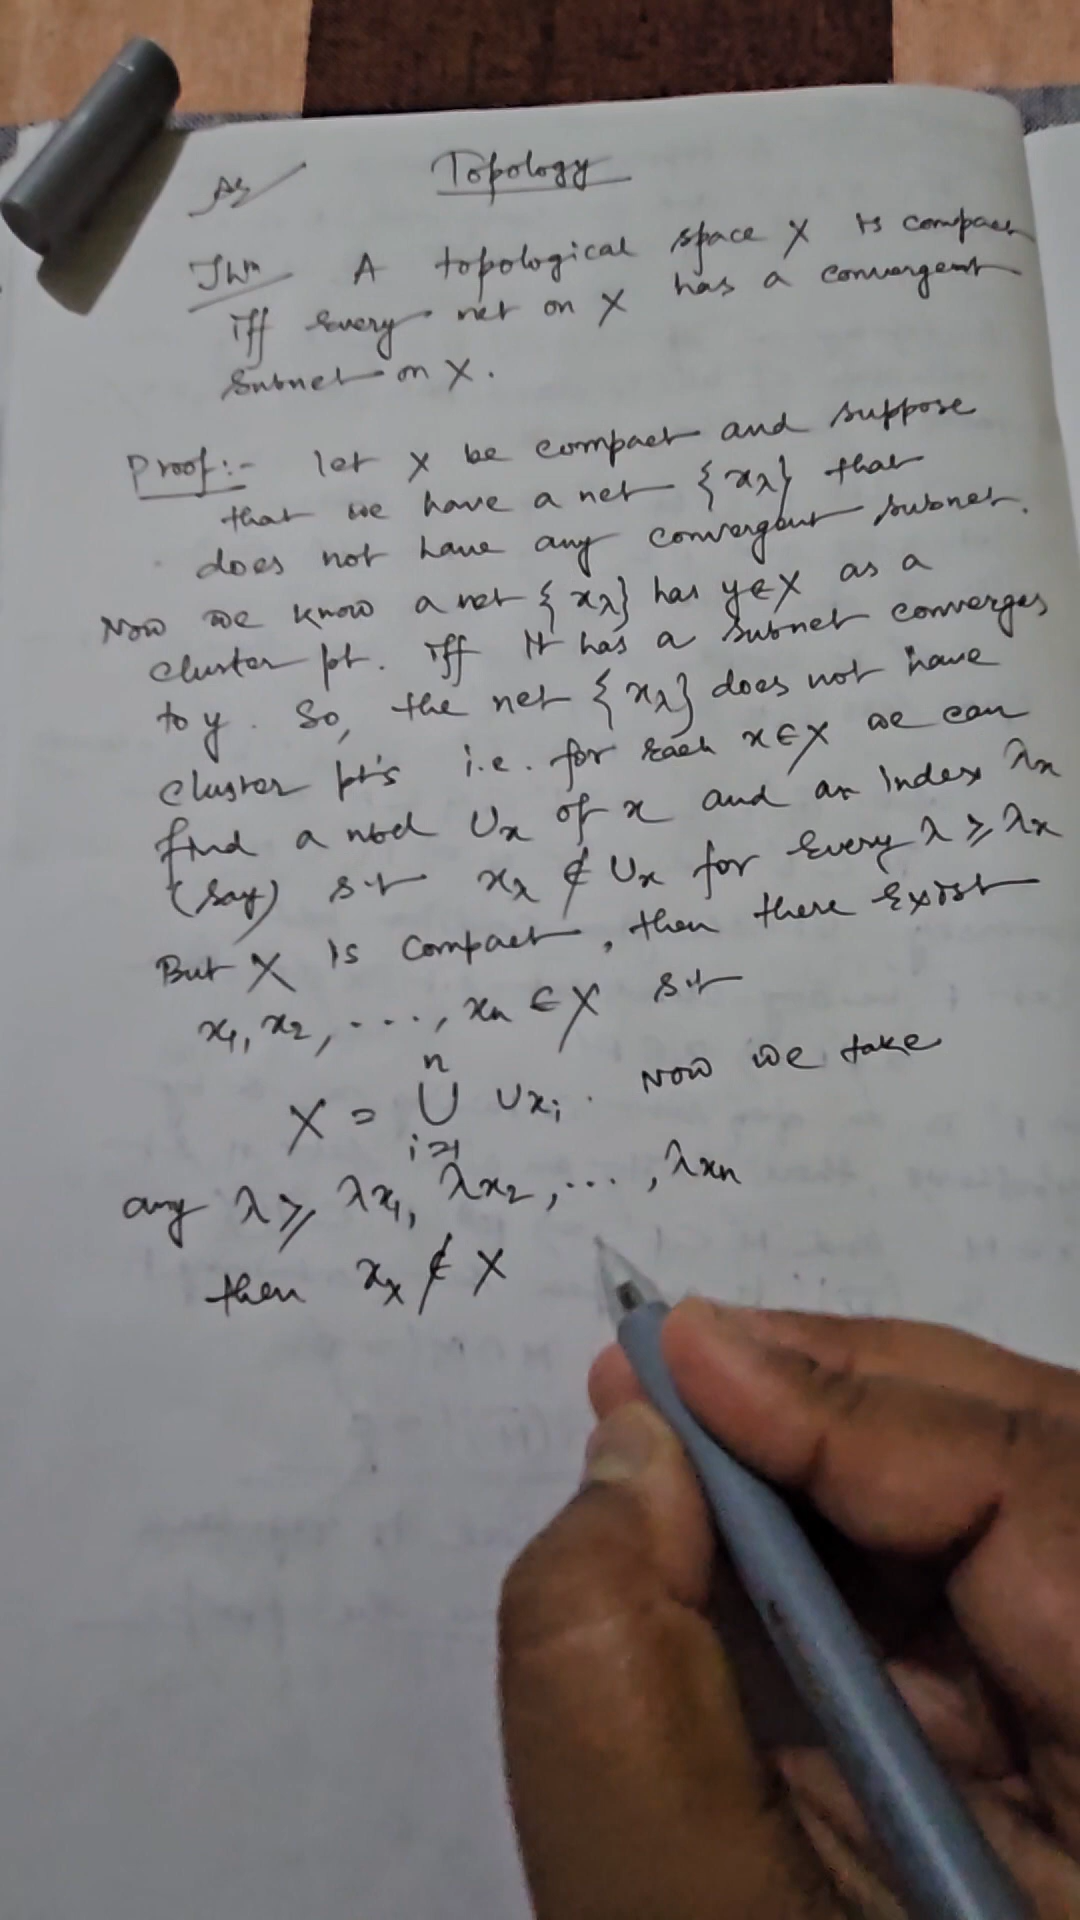 Topology
Thm A topological space X is compact
iff every net on X has a convergent
subnet on X.
Proof:- let X be compact and suppose
that we have a net {xλ} that
does not have any convergent subnet.
Now we know a net {xλ} has y∈X as a
cluster pt. iff it has a subnet converges
to y. So, the net {xλ} does not have
cluster pt's i.e. for each x∈X we can
find a nbd Ux of x and an index λx
(say) s.t xλ ∉ Ux for every λ ≥ λx
But X is compact, then there exist
x1, x2, ..., xn ∈ X s.t
X = ⋃ᵢ₌₁ⁿ Uxi. Now we take
any λ ≥ λx1, λx2, ..., λxn
then xλ ∉ X